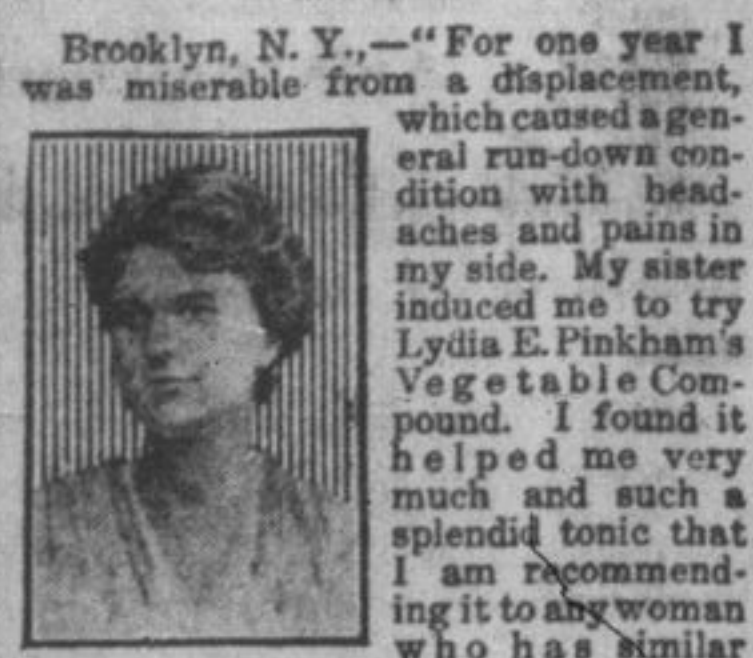 Brooklyn, N. Y.,—“For one year I
was miserable from a displacement,
which caused a gen-
eral run-down con-
dition with head-
aches and pains in
my side. My sister
induced me to try
Lydia E. Pinkham's
Vegetable Com-
pound. I found it
helped me very
much and such a
splendid tonic that
I am recommend-
ing it to any woman
who has similar